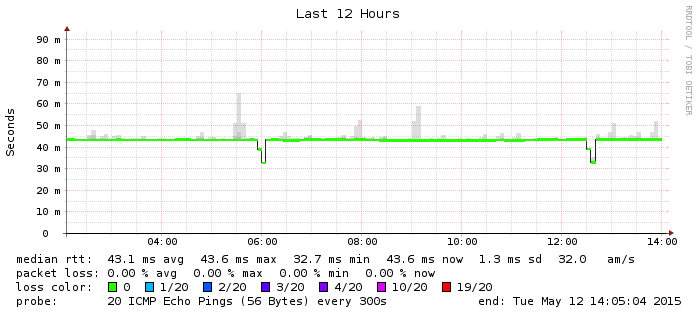 Last 12 Hours
RRDTOOL / TOBI OETIKER
Seconds
90 m
80 m
70 m
60 m
50 m
40 m
30 m
20 m
10 m
0
04:00 06:00 08:00 10:00 12:00 14:00
median rtt: 43.1 ms avg 43.6 ms max 32.7 ms min 43.6 ms now 1.3 ms sd 32.0 am/s
packet loss: 0.00 % avg 0.00 % max 0.00 % min 0.00 % now
loss color: 0 1/20 2/20 3/20 4/20 10/20 19/20
probe: 20 ICMP Echo Pings (56 Bytes) every 300s end: Tue May 12 14:05:04 2015